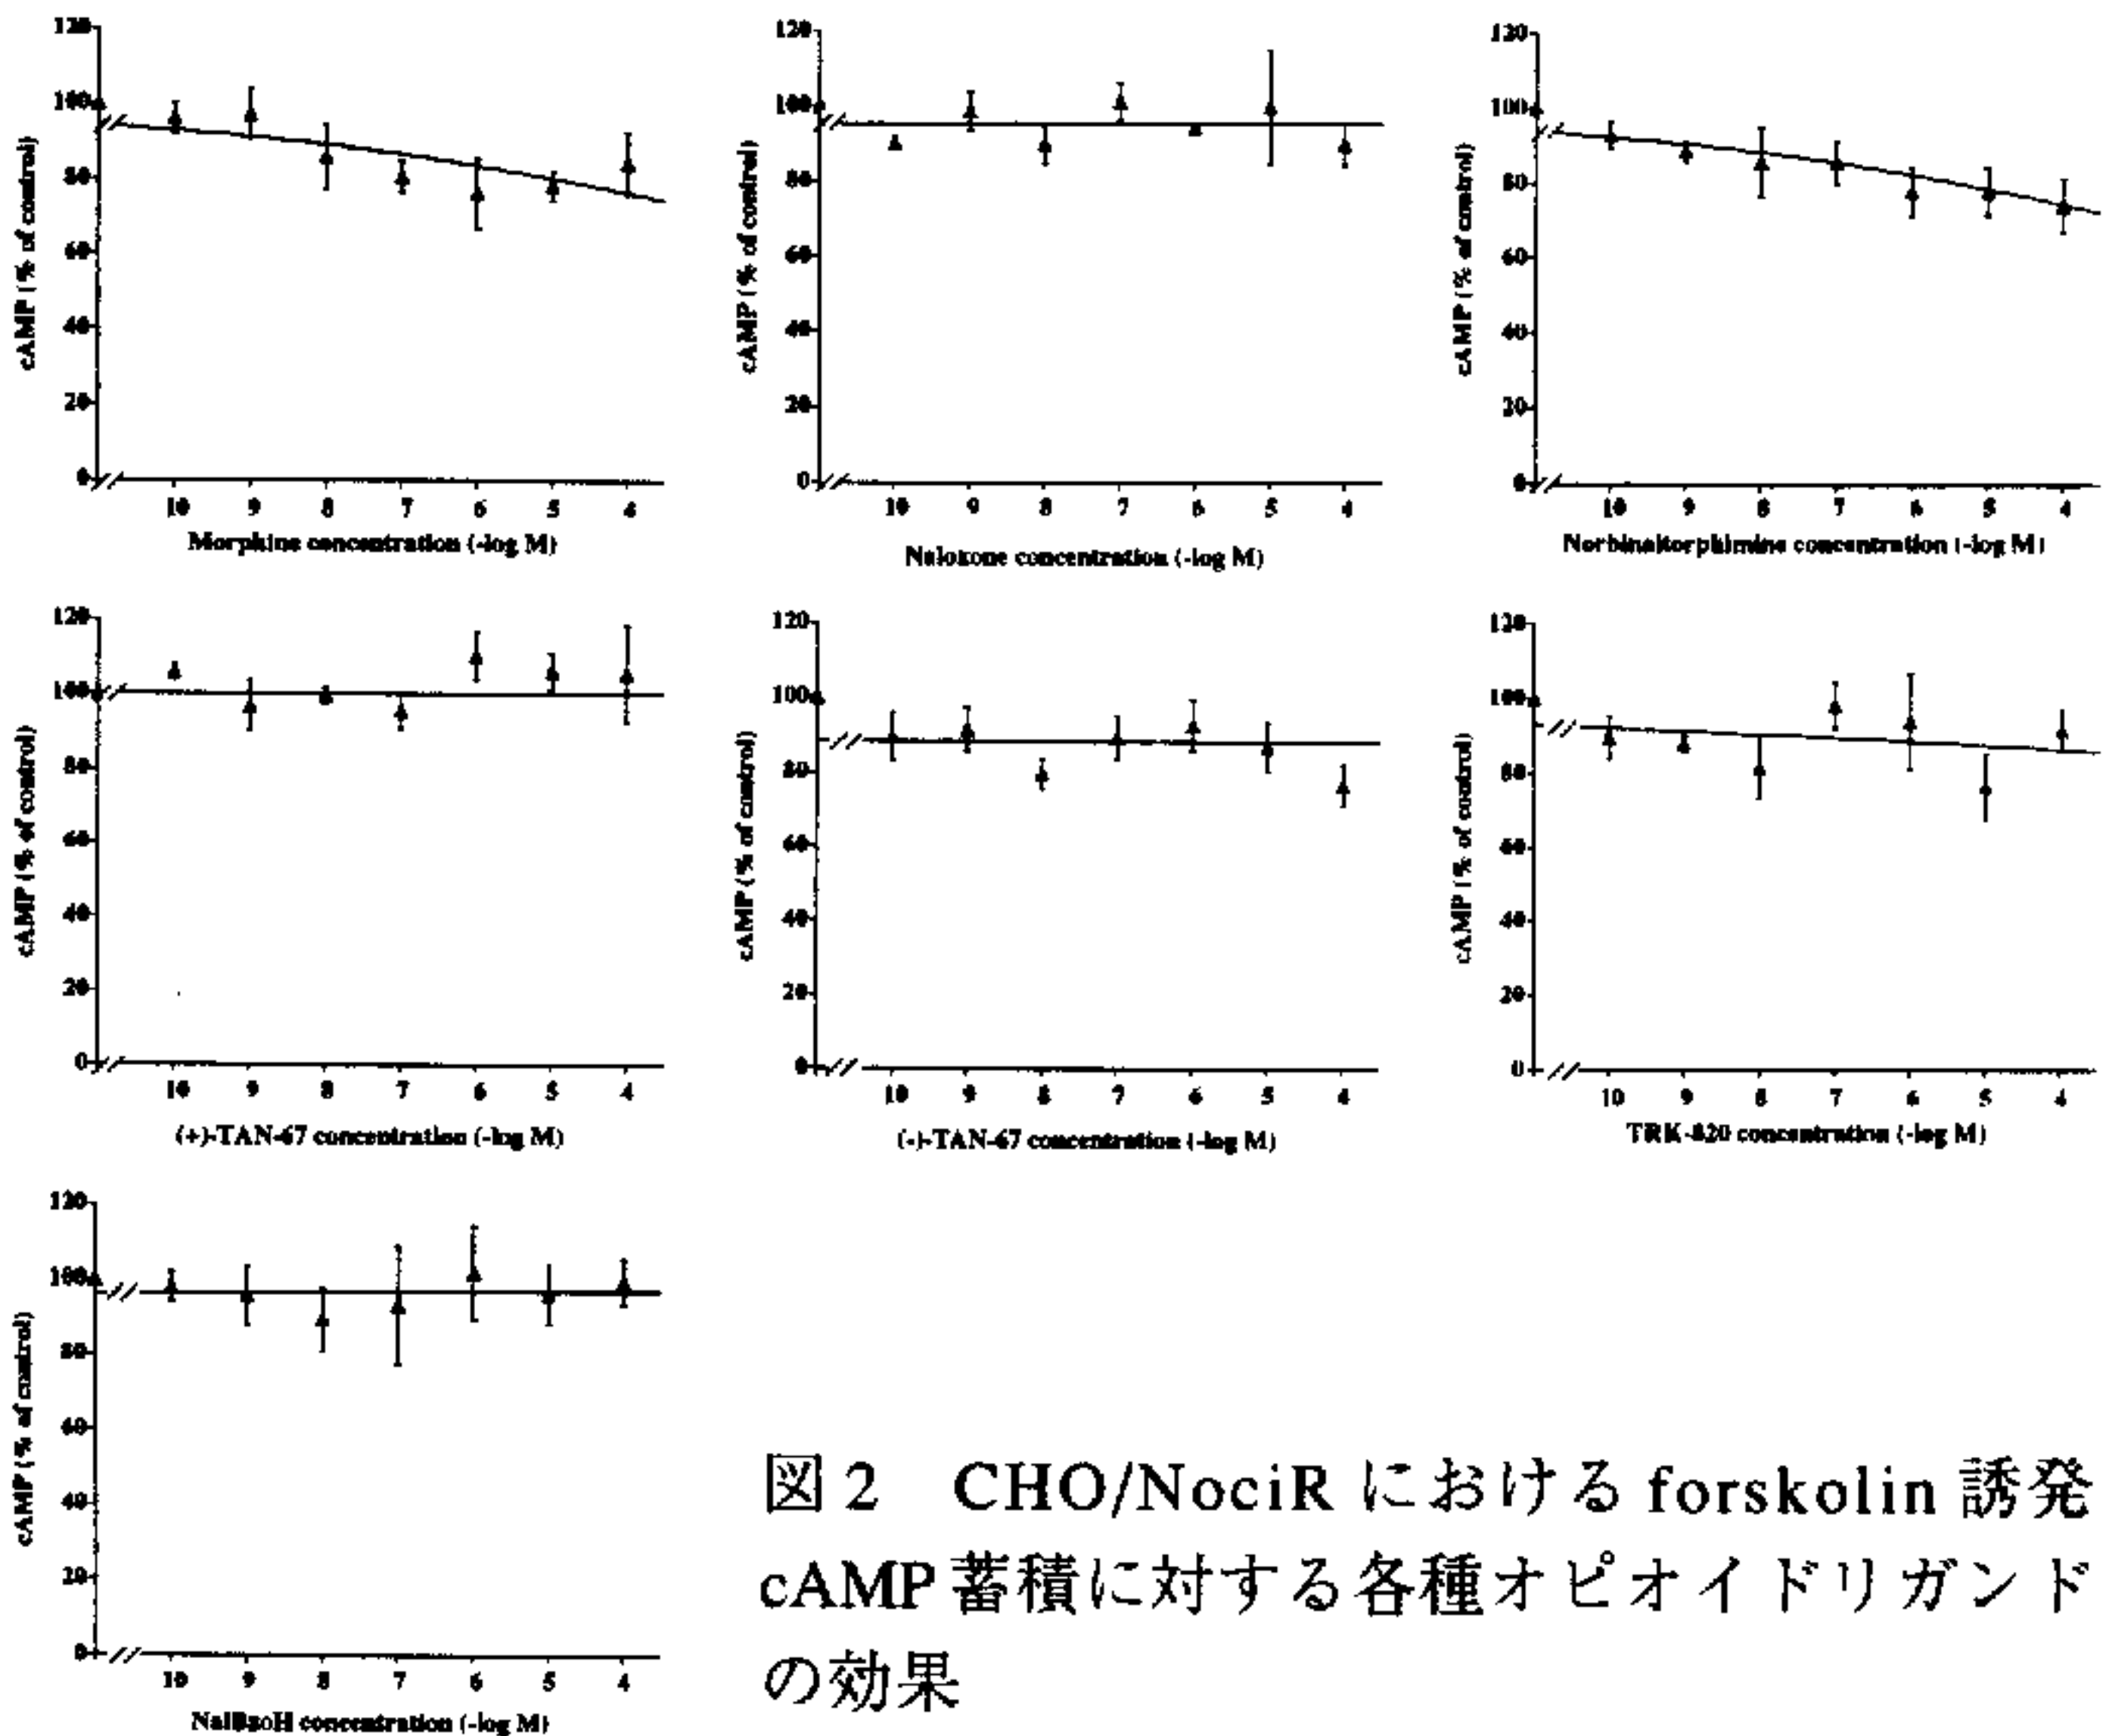 120
100
80
60
40
20
0
cAMP (% of control)
10 9 8 7 6 5 4
Morphine concentration (-log M)
120
100
80
60
40
20
0
cAMP (% of control)
10 9 8 7 6 5 4
Naloxone concentration (-log M)
120
100
80
60
40
20
0
cAMP (% of control)
10 9 8 7 6 5 4
Norbinaltorphimine concentration (-log M)
120
100
80
60
40
20
0
cAMP (% of control)
10 9 8 7 6 5 4
(+)-TAN-67 concentration (-log M)
120
100
80
60
40
20
0
cAMP (% of control)
10 9 8 7 6 5 4
(-)-TAN-67 concentration (-log M)
120
100
80
60
40
20
0
cAMP (% of control)
10 9 8 7 6 5 4
TRK-820 concentration (-log M)
120
100
80
60
40
20
0
cAMP (% of control)
10 9 8 7 6 5 4
NalBzoH concentration (-log M)
図2 CHO/NociR における forskolin 誘発
cAMP 蓄積に対する各種オピオイドリガンド
の効果